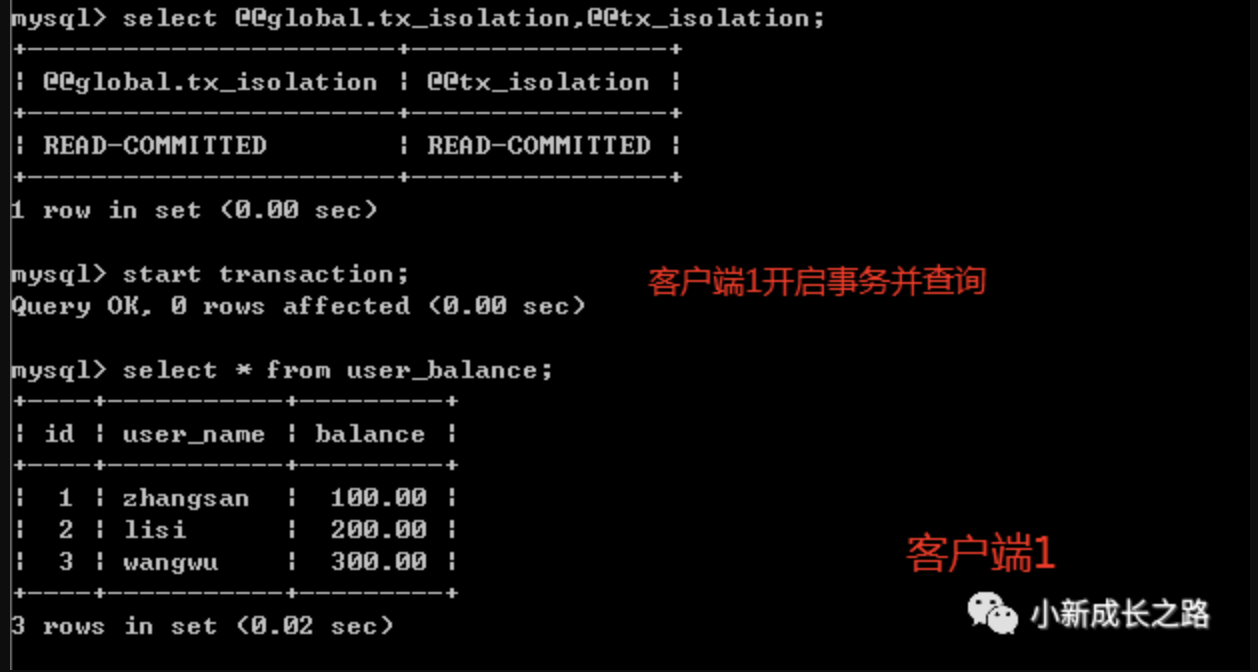 mysql> select @@global.tx_isolation,@@tx_isolation;
+-----------------------+----------------+
| @@global.tx_isolation | @@tx_isolation |
+-----------------------+----------------+
| READ-COMMITTED        | READ-COMMITTED |
+-----------------------+----------------+
1 row in set (0.00 sec)
mysql> start transaction;
客户端1开启事务并查询
Query OK, 0 rows affected (0.00 sec)
mysql> select * from user_balance;
+----+-----------+---------+
| id | user_name | balance |
+----+-----------+---------+
|  1 | zhangsan  |  100.00 |
|  2 | lisi      |  200.00 |
|  3 | wangwu    |  300.00 |
+----+-----------+---------+
客户端1
3 rows in set (0.02 sec)
小新成长之路